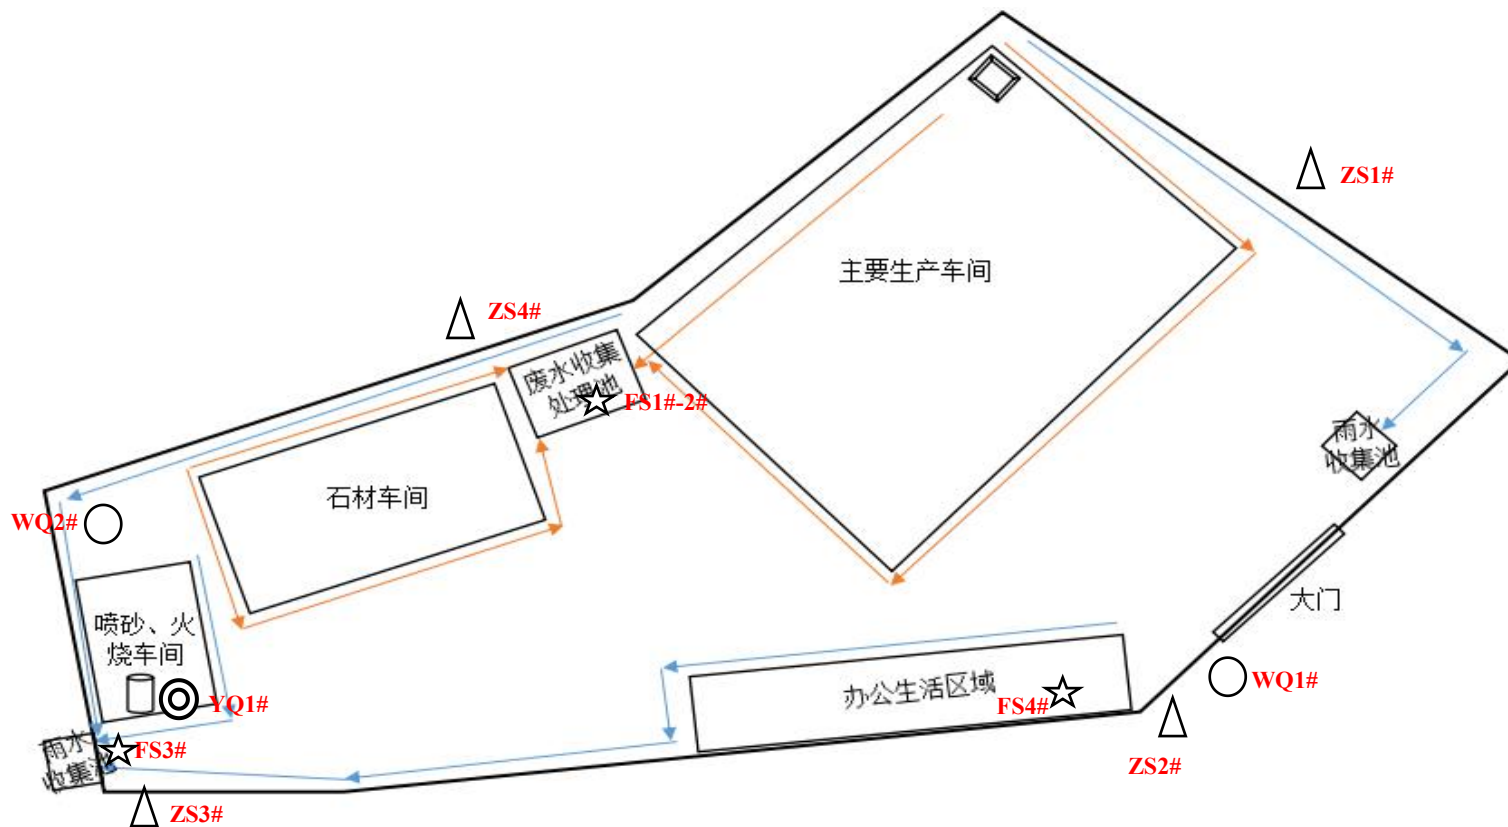 ZS1#
主要生产车间
ZS4#
废水收集
处理池
FS1#-2#
雨水
收集池
石材车间
WQ2#
大门
喷砂、火
烧车间
YQ1#
办公生活区域
FS4#
WQ1#
雨水
收集池
FS3#
ZS2#
ZS3#